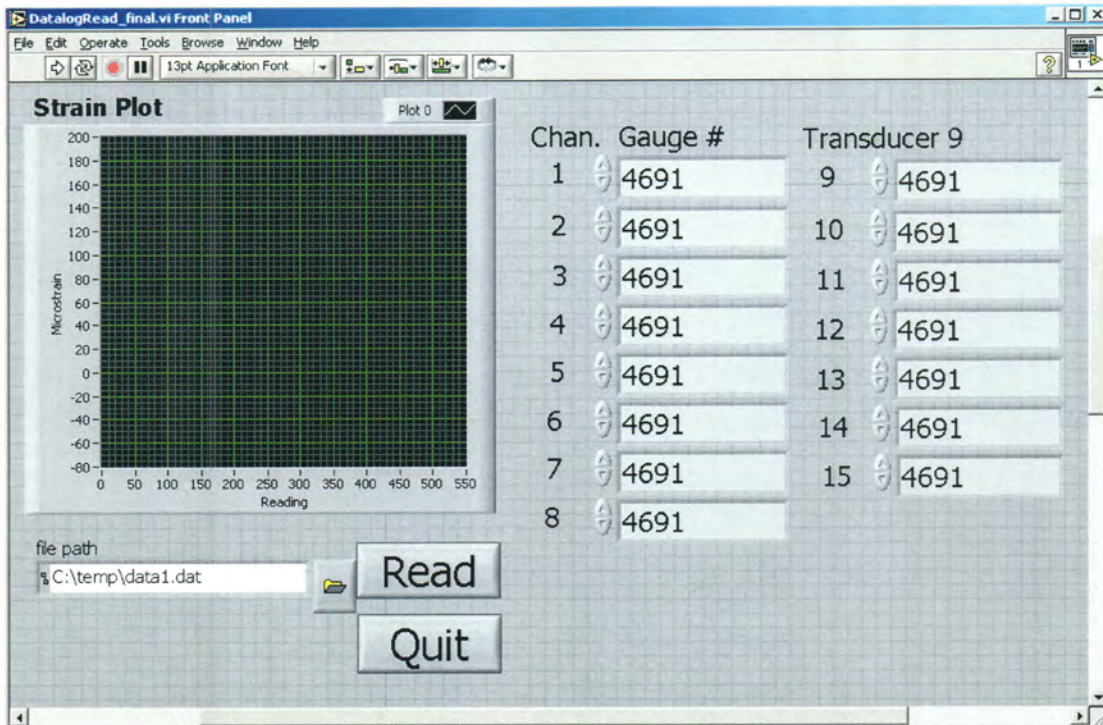 DatalogRead_final.vi Front Panel
File Edit Operate Tools Browse Window Help
13pt Application Font
?
1
Strain Plot
Plot 0
200
180
160
140
120
100
80
60
40
20
0
-20
-40
-60
-80
Microstrain
0 50 100 150 200 250 300 350 400 450 500 550
Reading
file path
C:\temp\data1.dat
Read
Quit
Chan. Gauge # Transducer 9
1 4691 9 4691
2 4691 10 4691
3 4691 11 4691
4 4691 12 4691
5 4691 13 4691
6 4691 14 4691
7 4691 15 4691
8 4691